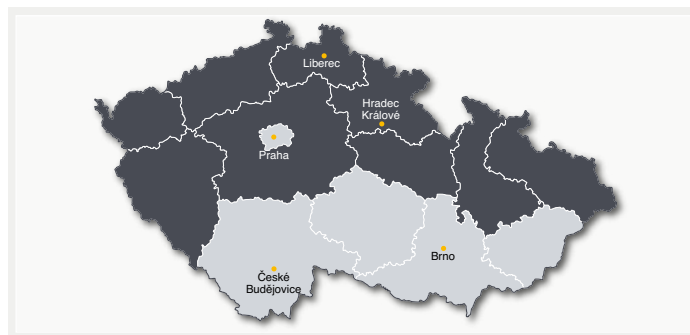 Liberec
Hradec
Králové
Praha
Brno
České
Budějovice